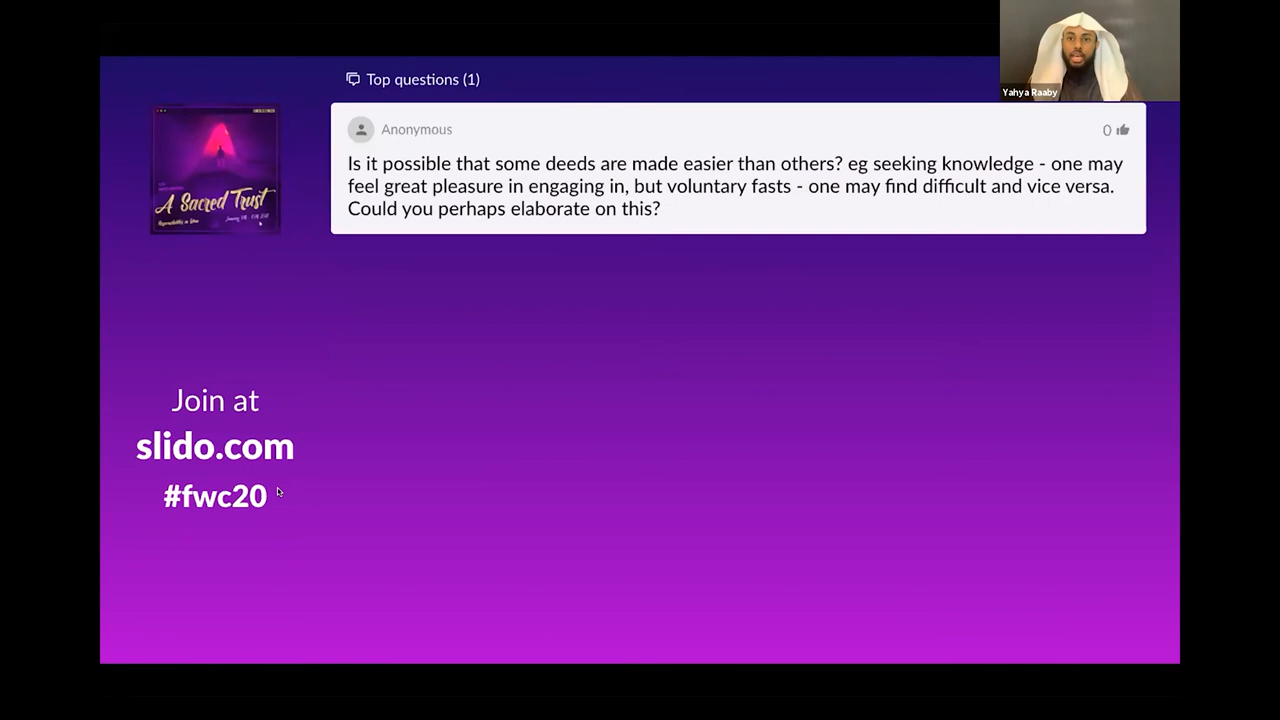 Top questions (1)
Yahya Raaby
Anonymous
0
Is it possible that some deeds are made easier than others? eg seeking knowledge - one may
feel great pleasure in engaging in, but voluntary fasts - one may find difficult and vice versa.
Could you perhaps elaborate on this?
A Sacred Trust
Join at
slido.com
#fwc20